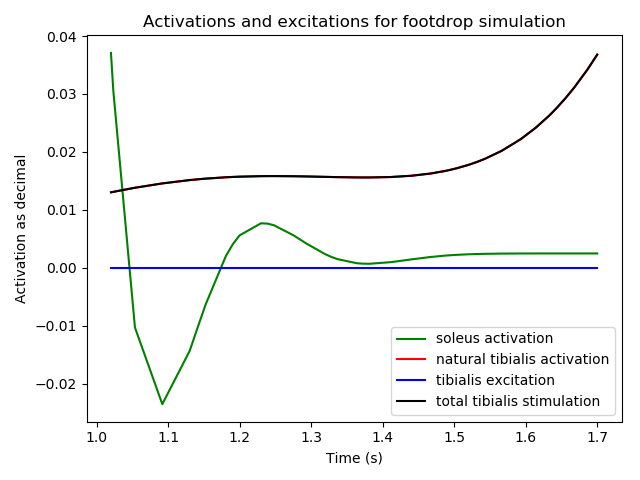 Activations and excitations for footdrop simulation
Activation as decimal
0.04
0.03
0.02
0.01
0.00
−0.01
−0.02
soleus activation
natural tibialis activation
tibialis excitation
total tibialis stimulation
1.0 1.1 1.2 1.3 1.4 1.5 1.6 1.7
Time (s)